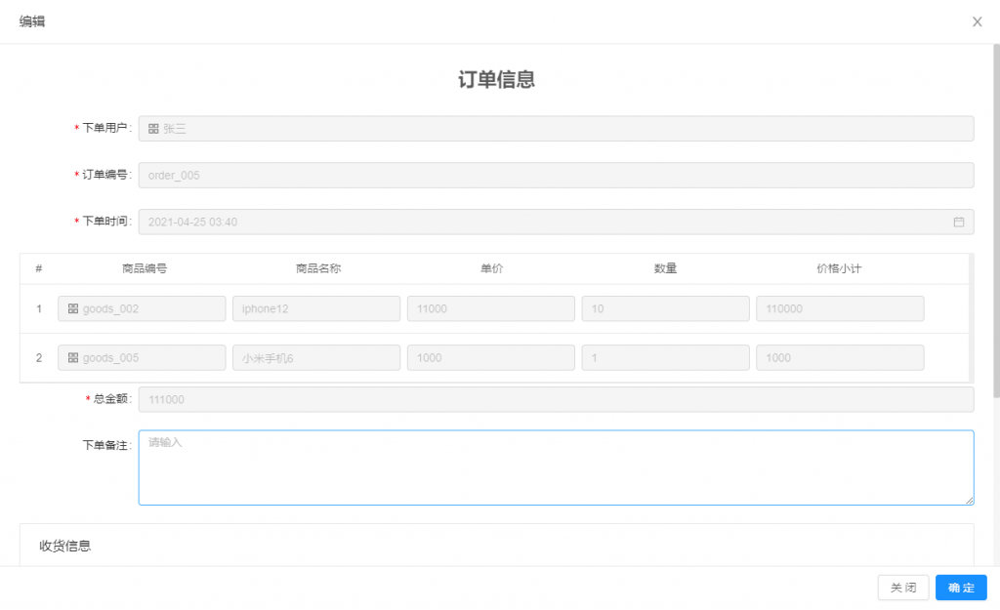 编辑
订单信息
* 下单用户: 张三
* 订单编号: order_005
* 下单时间: 2021-04-25 03:40
# 商品编号 商品名称 单价 数量 价格小计
1 goods_002 iphone12 11000 10 110000
2 goods_005 小米手机6 1000 1 1000
* 总金额: 111000
下单备注: 请输入
收货信息
关 闭 确 定